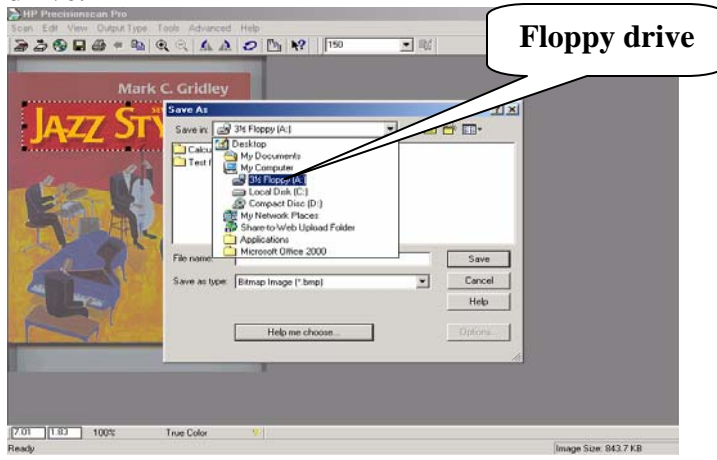 HP Precisionscan Pro
Scan Edit View Output Type Tools Advanced Help
150
Floppy drive
Mark C. Gridley
JAZZ
Save As
Save in: 3½ Floppy (A:)
Desktop
My Documents
My Computer
3½ Floppy (A:)
Local Disk (C:)
Compact Disc (D:)
My Network Places
Share-to-Web Upload Folder
Applications
Microsoft Office 2000
Calcu
Test f
File name:
Save
Save as type: Bitmap Image (*.bmp)
Cancel
Help
Help me choose...
Options...
7.01 1.83 100% True Color
Ready
Image Size: 843.7 KB